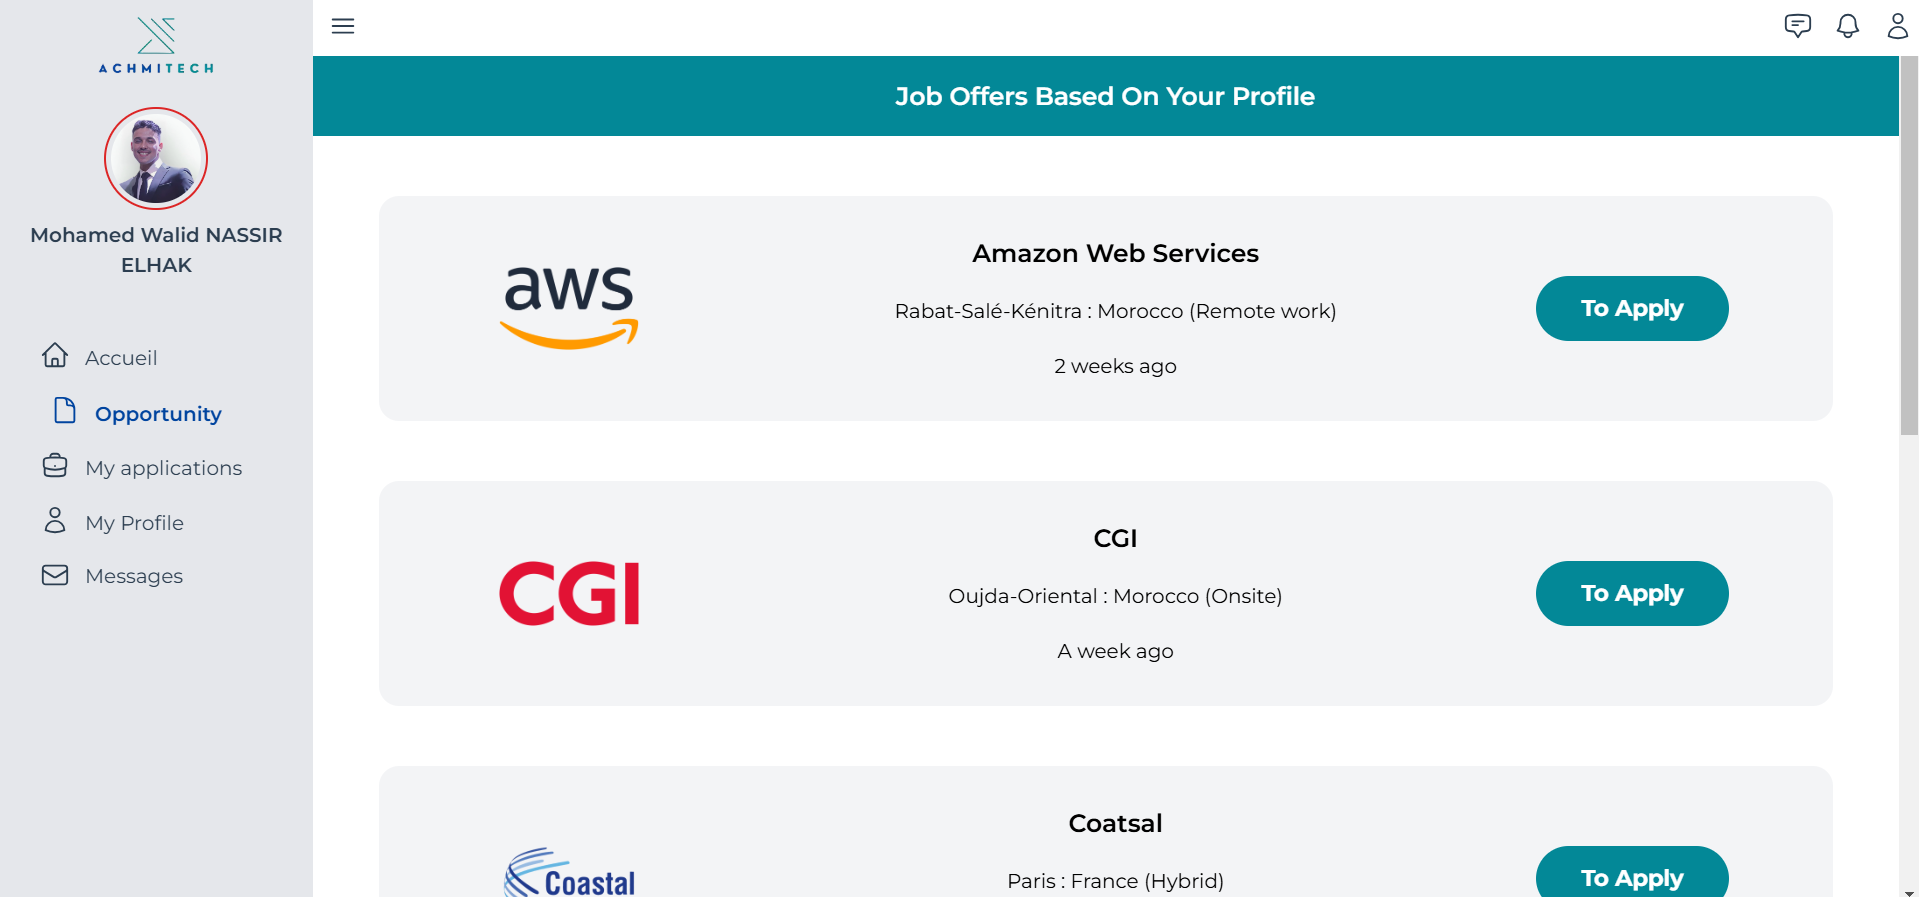 ACHMITECH
Mohamed Walid NASSIR
ELHAK
Accueil
Opportunity
My applications
My Profile
Messages
Job Offers Based On Your Profile
aws
Amazon Web Services
Rabat-Salé-Kénitra : Morocco (Remote work)
2 weeks ago
To Apply
CGI
CGI
Oujda-Oriental : Morocco (Onsite)
A week ago
To Apply
Coastal
Coatsal
Paris : France (Hybrid)
To Apply